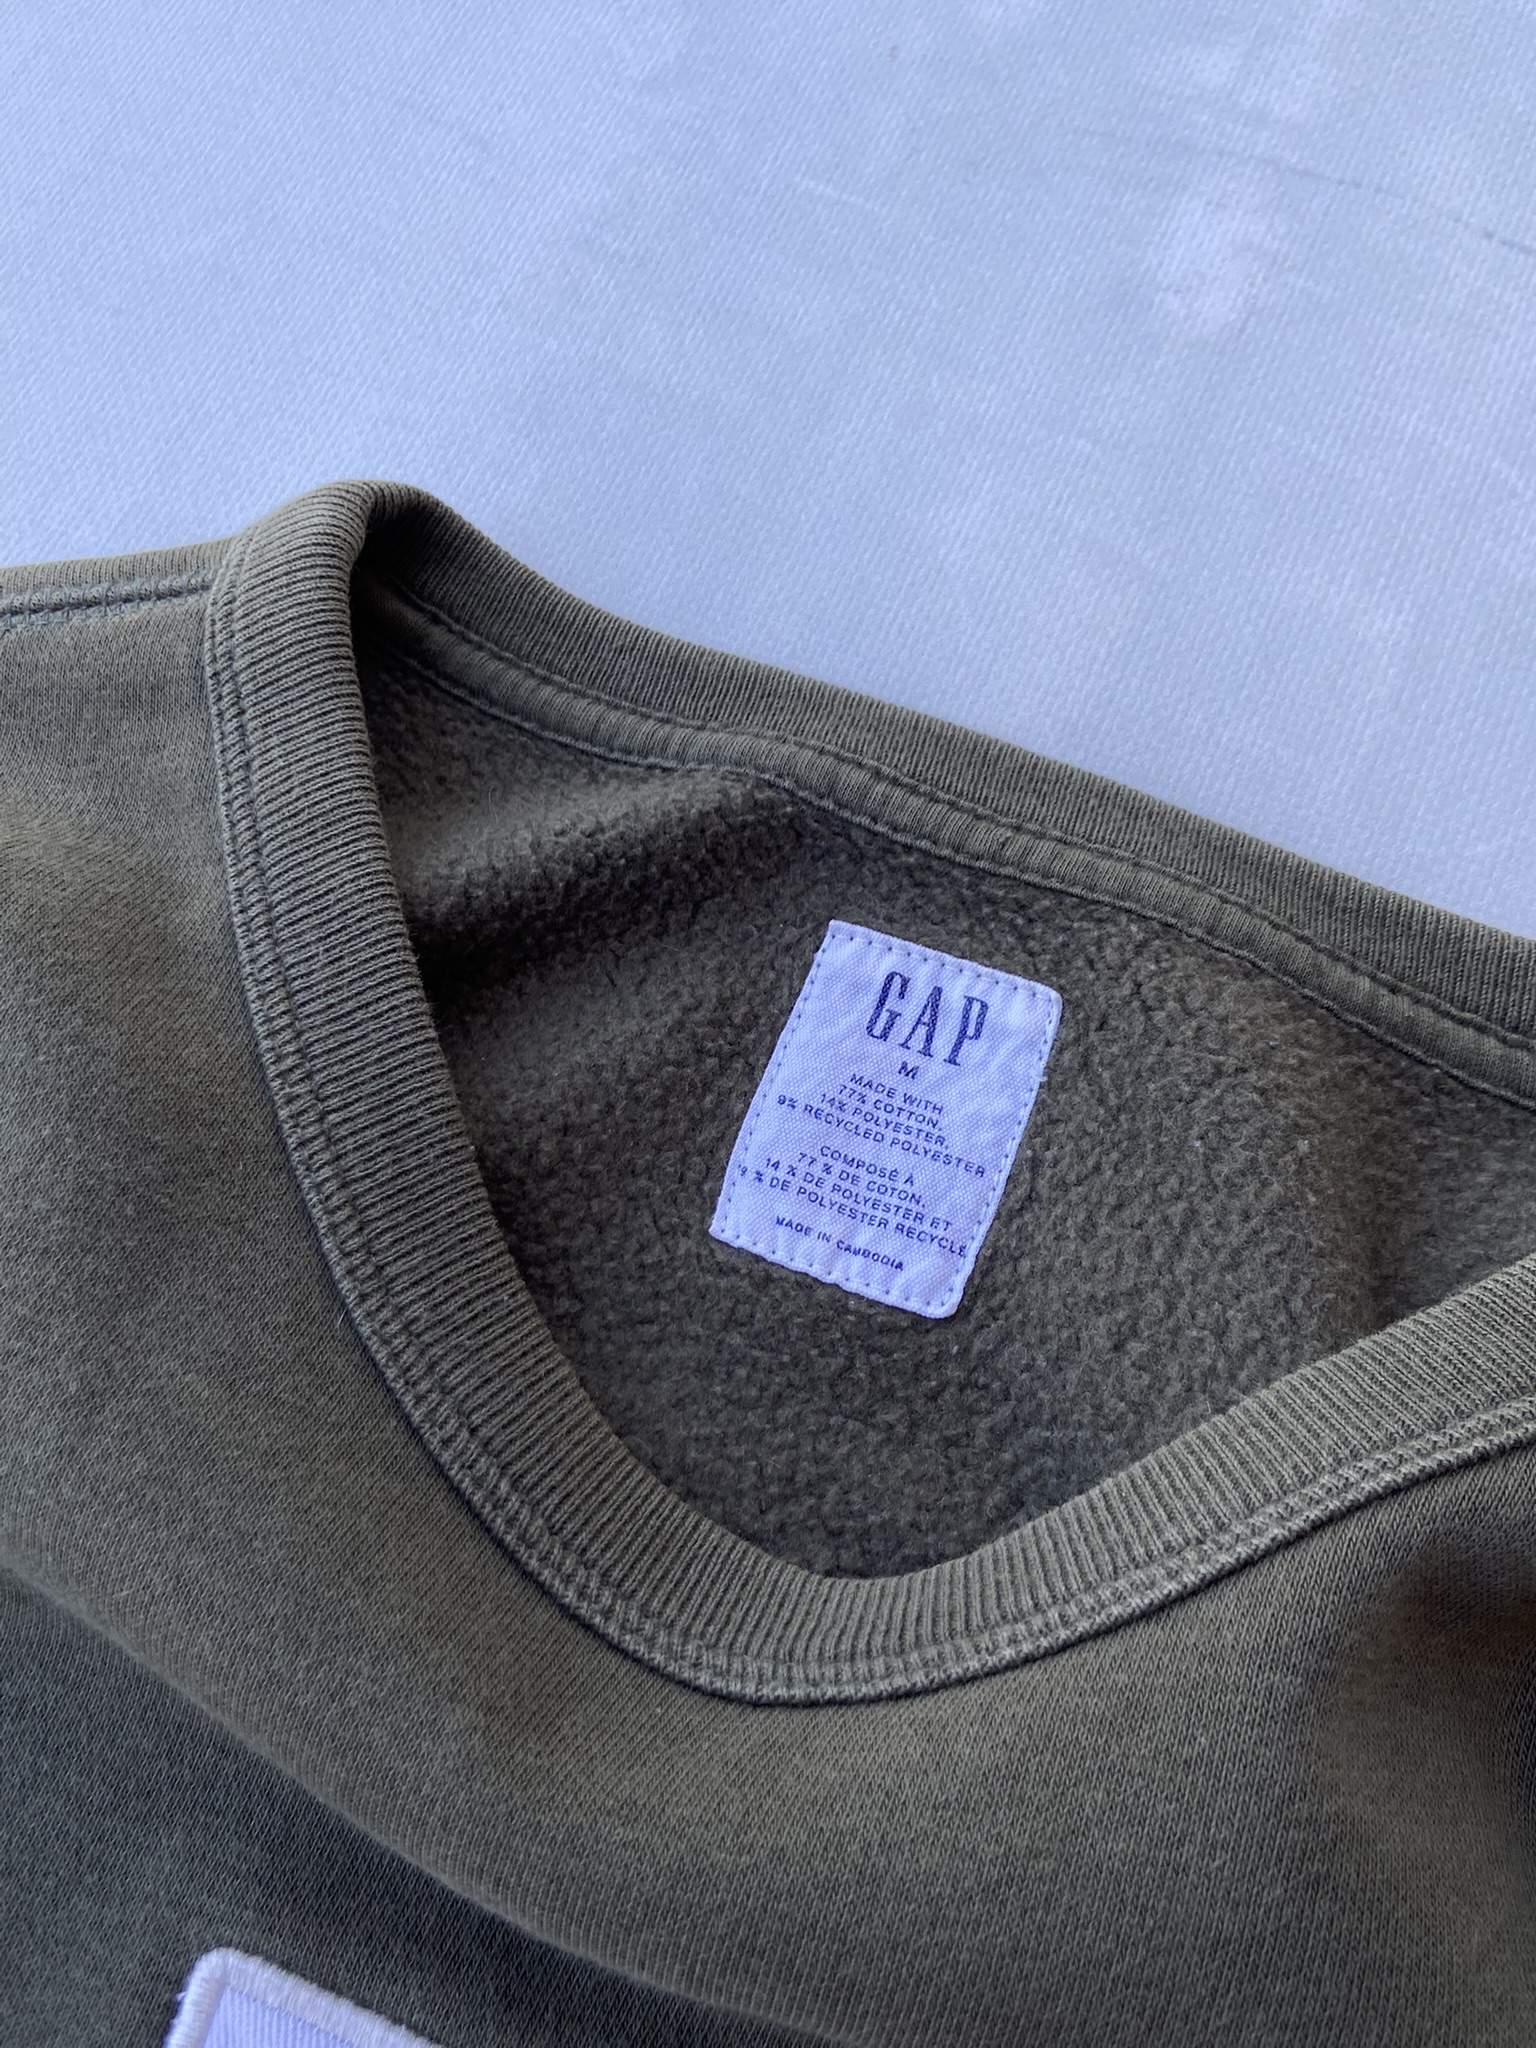 GAP
M
MADE WITH
77% COTTON,
14% POLYESTER,
9% RECYCLED POLYESTER
COMPOSÉ À
77 % DE COTON,
14 % DE POLYESTER ET
9 % DE POLYESTER RECYCLÉ
MADE IN CAMBODIA